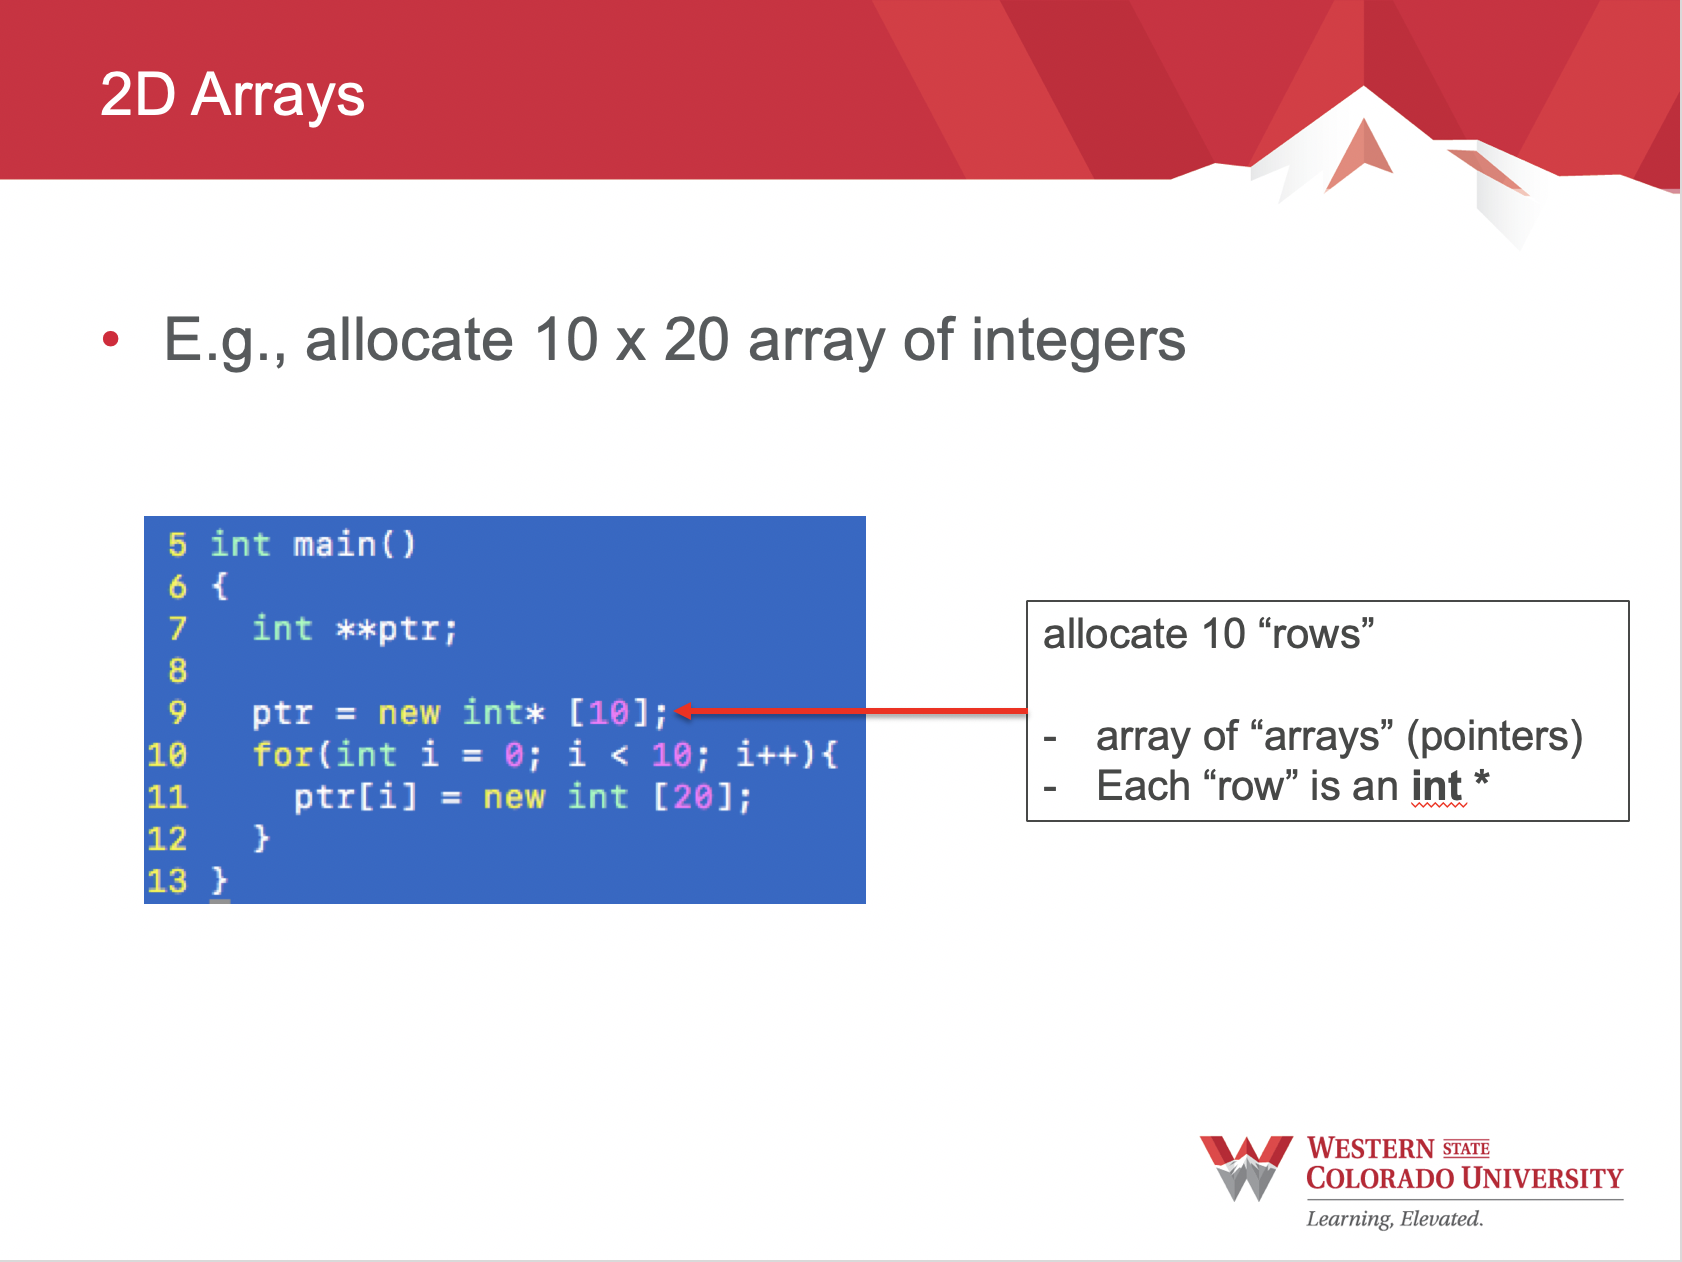 2D Arrays
• E.g., allocate 10 x 20 array of integers
5 int main()
6 {
7   int **ptr;
8
9   ptr = new int* [10];
10   for(int i = 0; i < 10; i++){
11     ptr[i] = new int [20];
12   }
13 }
allocate 10 “rows”
- array of “arrays” (pointers)
- Each “row” is an int *
WESTERN STATE
COLORADO UNIVERSITY
Learning, Elevated.